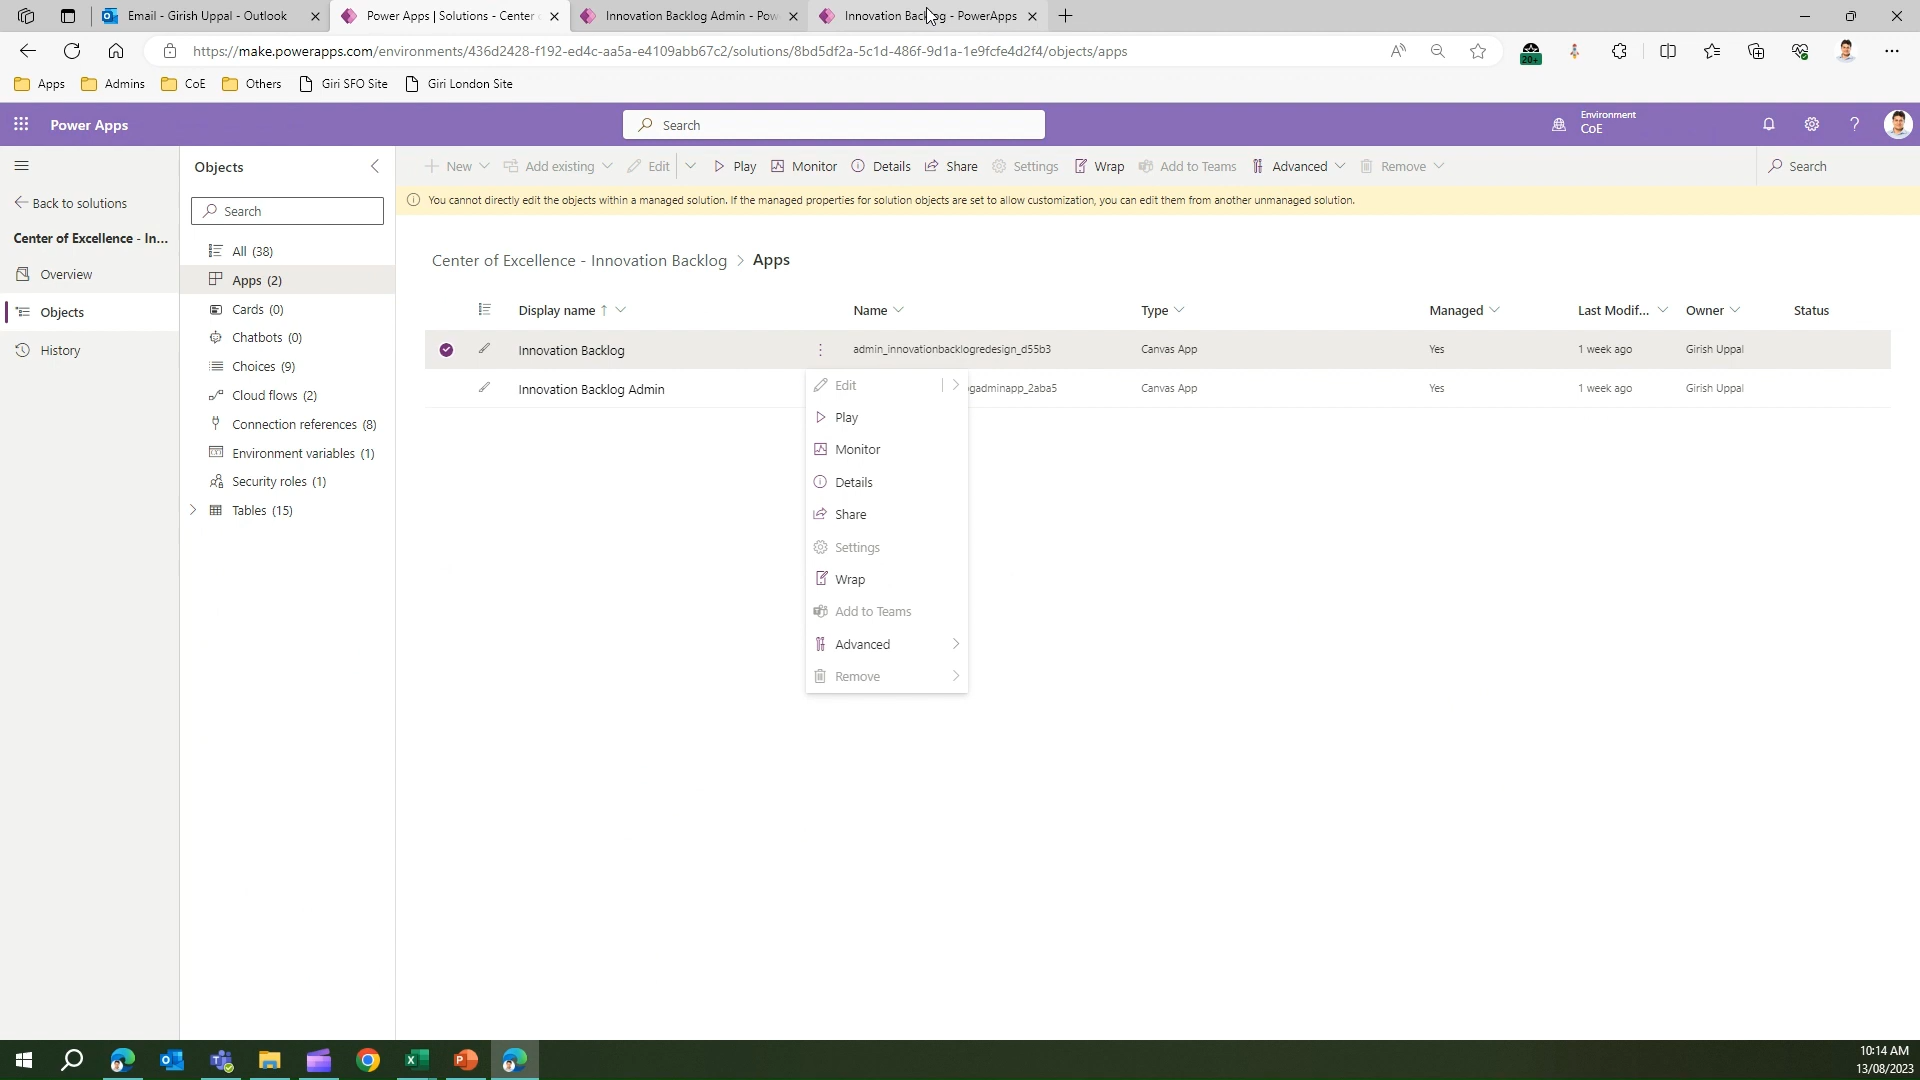 Email - Girish Uppal - Outlook
Power Apps | Solutions - Center
Innovation Backlog Admin - Pow
Innovation Backlog - PowerApps
https://make.powerapps.com/environments/436d2428-f192-ed4c-aa5a-e4109abb67c2/solutions/8bd5df2a-5c1d-486f-9d1a-1e9fcfe4d2f4/objects/apps
20+
Apps
Admins
CoE
Others
Giri SFO Site
Giri London Site
Power Apps
Search
Environment
CoE
Back to solutions
Center of Excellence - In...
Overview
Objects
History
Objects
Search
All (38)
Apps (2)
Cards (0)
Chatbots (0)
Choices (9)
Cloud flows (2)
Connection references (8)
Environment variables (1)
Security roles (1)
Tables (15)
New
Add existing
Edit
Play
Monitor
Details
Share
Settings
Wrap
Add to Teams
Advanced
Remove
Search
You cannot directly edit the objects within a managed solution. If the managed properties for solution objects are set to allow customization, you can edit them from another unmanaged solution.
Center of Excellence - Innovation Backlog > Apps
Display name Name Type Managed Last Modif... Owner Status
Innovation Backlog admin_innovationbacklogredesign_d55b3 Canvas App Yes 1 week ago Girish Uppal
Innovation Backlog Admin gadminapp_2aba5 Canvas App Yes 1 week ago Girish Uppal
Edit
Play
Monitor
Details
Share
Settings
Wrap
Add to Teams
Advanced
Remove
10:14 AM
13/08/2023